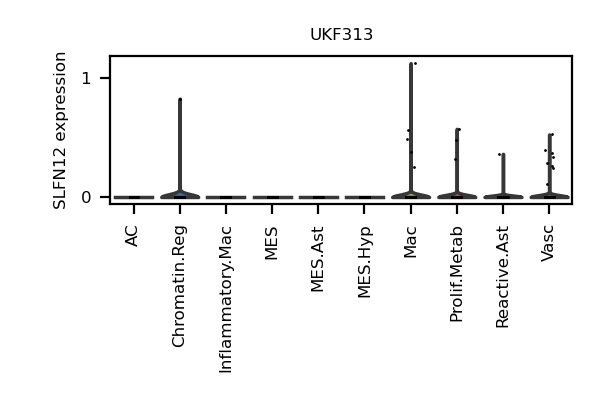 UKF313
SLFN12 expression
1
0
AC
Chromatin.Reg
Inflammatory.Mac
MES
MES.Ast
MES.Hyp
Mac
Prolif.Metab
Reactive.Ast
Vasc